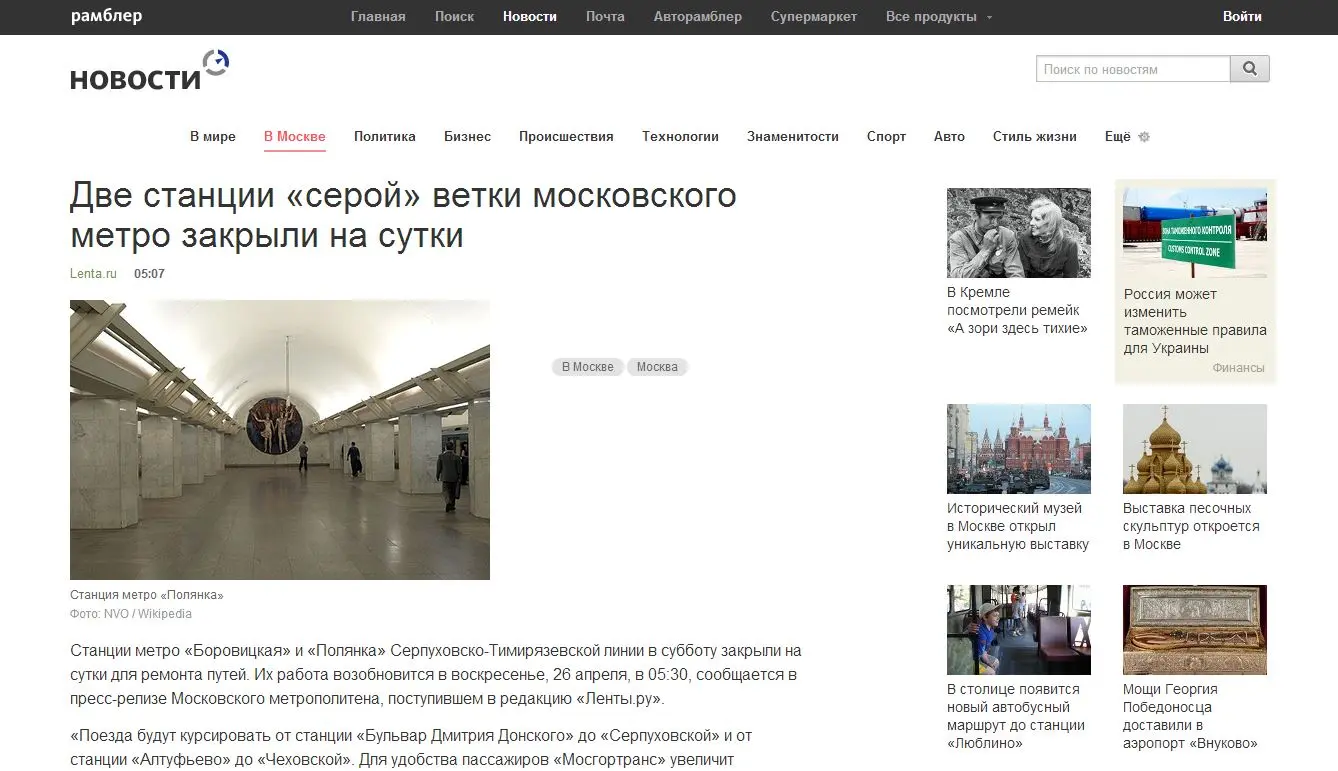 рамблер
Главная Поиск Новости Почта Авторамблер Супермаркет Все продукты
Войти
НОВОСТИ
Поиск по новостям
В мире В Москве Политика Бизнес Происшествия Технологии Знаменитости Спорт Авто Стиль жизни Ещё
Две станции «серой» ветки московского
метро закрыли на сутки
Lenta.ru 05:07
В Москве Москва
Станция метро «Полянка»
Фото: NVO / Wikipedia
Станции метро «Боровицкая» и «Полянка» Серпуховско-Тимирязевской линии в субботу закрыли на
сутки для ремонта путей. Их работа возобновится в воскресенье, 26 апреля, в 05:30, сообщается в
пресс-релизе Московского метрополитена, поступившем в редакцию «Ленты.ру».
«Поезда будут курсировать от станции «Бульвар Дмитрия Донского» до «Серпуховской» и от
станции «Алтуфьево» до «Чеховской». Для удобства пассажиров «Мосгортранс» увеличит
В Кремле
посмотрели ремейк
«А зори здесь тихие»
ЗОНА ТАМОЖЕННОГО КОНТРОЛЯ
CUSTOMS CONTROL ZONE
Россия может
изменить
таможенные правила
для Украины
Финансы
Исторический музей
в Москве открыл
уникальную выставку
Выставка песочных
скульптур откроется
в Москве
В столице появится
новый автобусный
маршрут до станции
«Люблино»
Мощи Георгия
Победоносца
доставили в
аэропорт «Внуково»